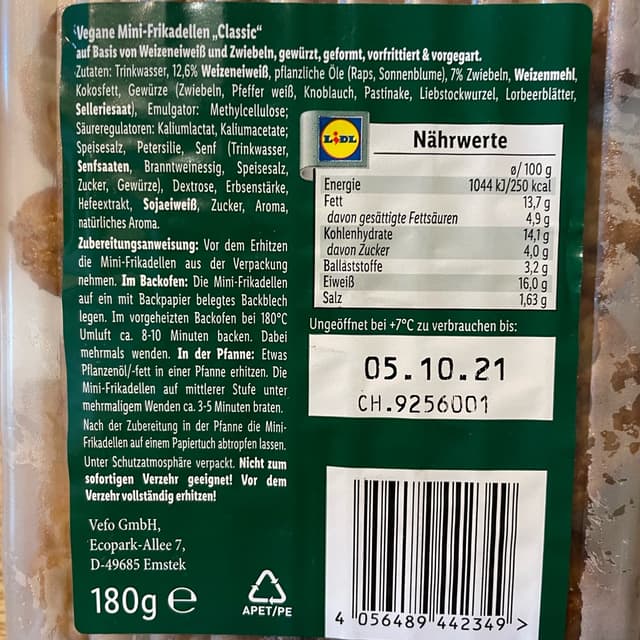 Vegane Mini-Frikadellen „Classic“
auf Basis von Weizeneiweiß und Zwiebeln, gewürzt, geformt, vorfrittiert & vorgegart.
Zutaten: Trinkwasser, 12,6% Weizeneiweiß, pflanzliche Öle (Raps, Sonnenblume), 7% Zwiebeln, Weizenmehl,
Kokosfett, Gewürze (Zwiebeln, Pfeffer weiß, Knoblauch, Pastinake, Liebstockwurzel, Lorbeerblätter,
Selleriesaat), Emulgator: Methylcellulose;
Säureregulatoren: Kaliumlactat, Kaliumacetate;
Speisesalz, Petersilie, Senf (Trinkwasser,
Senfsaaten, Branntweinessig, Speisesalz,
Zucker, Gewürze), Dextrose, Erbsenstärke,
Hefeextrakt, Sojaeiweiß, Zucker, Aroma,
natürliches Aroma.
Zubereitungsanweisung: Vor dem Erhitzen
die Mini-Frikadellen aus der Verpackung
nehmen. Im Backofen: Die Mini-Frikadellen
auf ein mit Backpapier belegtes Backblech
legen. Im vorgeheizten Backofen bei 180°C
Umluft ca. 8-10 Minuten backen. Dabei
mehrmals wenden. In der Pfanne: Etwas
Pflanzenöl/-fett in einer Pfanne erhitzen. Die
Mini-Frikadellen auf mittlerer Stufe unter
mehrmaligem Wenden ca. 3-5 Minuten braten.
Nach der Zubereitung in der Pfanne die Mini-
Frikadellen auf einem Papiertuch abtropfen lassen.
Unter Schutzatmosphäre verpackt. Nicht zum
sofortigen Verzehr geeignet! Vor dem
Verzehr vollständig erhitzen!
Vefo GmbH,
Ecopark-Allee 7,
D-49685 Emstek
180g e
APET/PE
LIDL
Nährwerte
ø/100 g
Energie 1044 kJ/250 kcal
Fett 13,7 g
davon gesättigte Fettsäuren 4,9 g
Kohlenhydrate 14,1 g
davon Zucker 4,0 g
Ballaststoffe 3,2 g
Eiweiß 16,0 g
Salz 1,63 g
Ungeöffnet bei +7°C zu verbrauchen bis:
05.10.21
CH.9256001
4 056489 442349 >